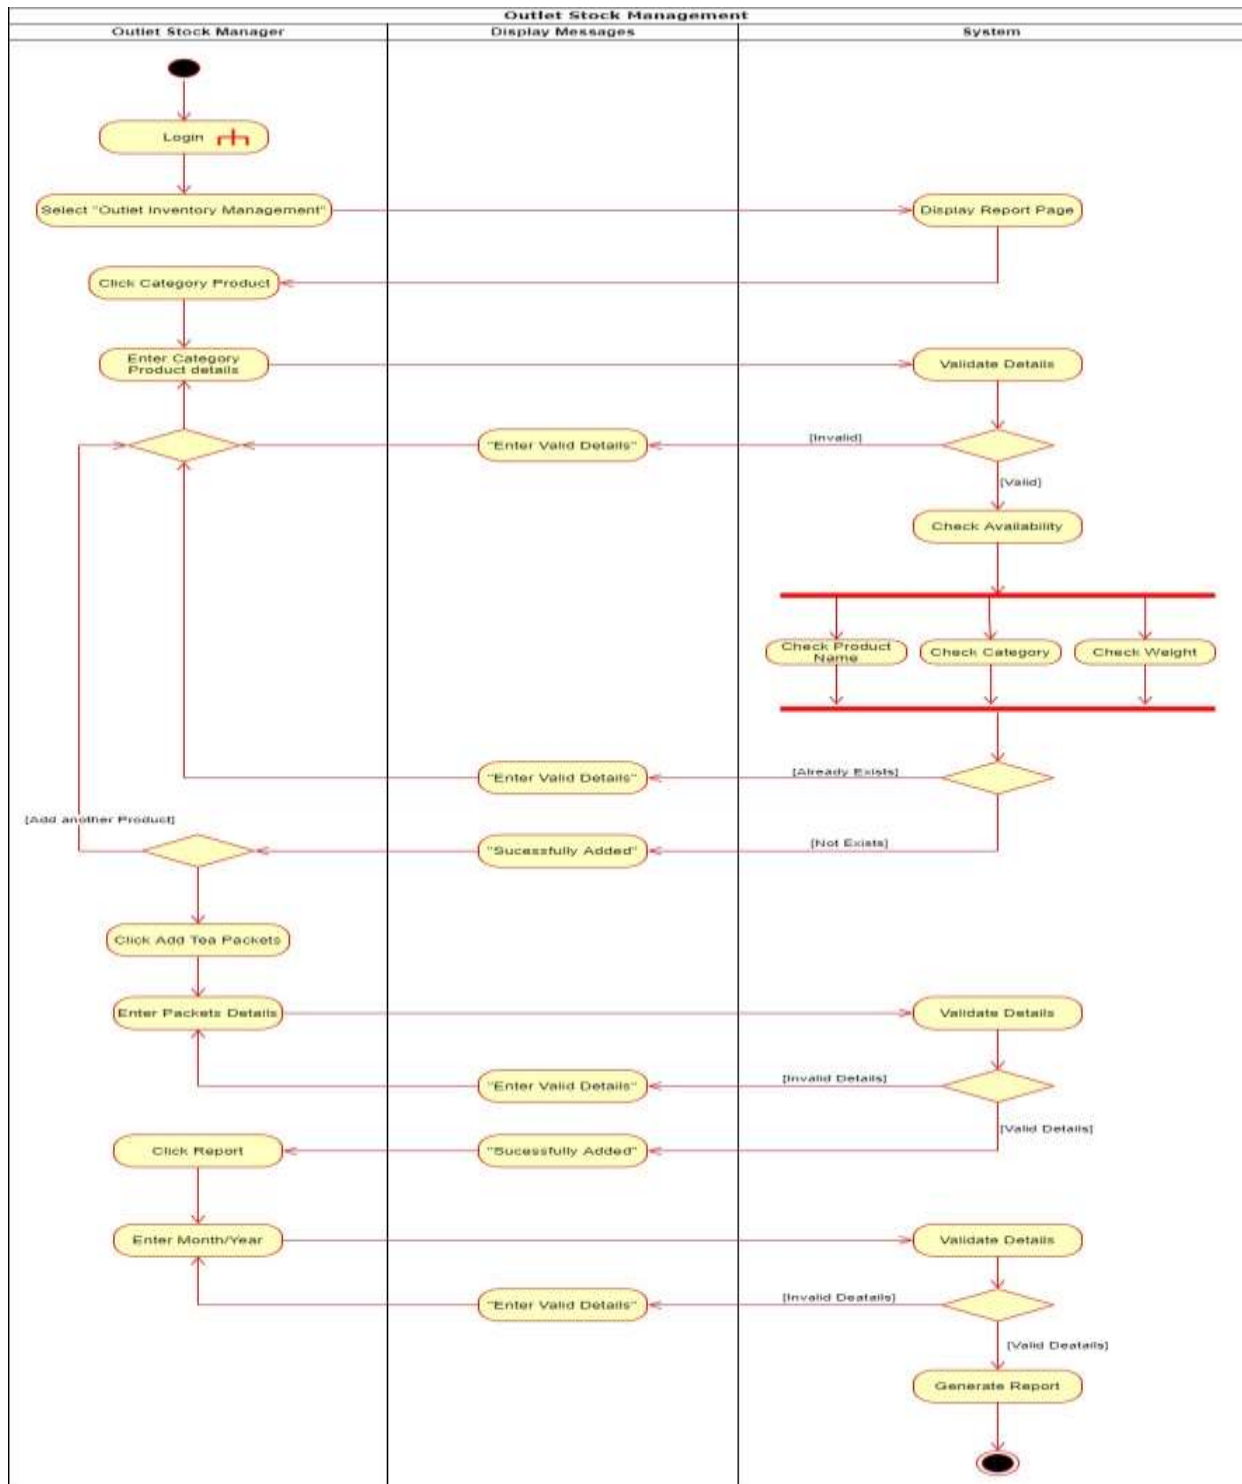 Outlet Stock Management
Outlet Stock Manager
Display Messages
System
Login
Select "Outlet Inventory Management"
Display Report Page
Click Category Product
Enter Category
Product details
Validate Details
"Enter Valid Details"
[Invalid]
[Valid]
Check Availability
Check Product
Name
Check Category
Check Weight
"Enter Valid Details"
[Already Exists]
[Add another Product]
"Sucessfully Added"
[Not Exists]
Click Add Tea Packets
Enter Packets Details
Validate Details
"Enter Valid Details"
[Invalid Details]
[Valid Details]
Click Report
"Sucessfully Added"
Enter Month/Year
Validate Details
"Enter Valid Details"
[Invalid Deatails]
[Valid Deatails]
Generate Report